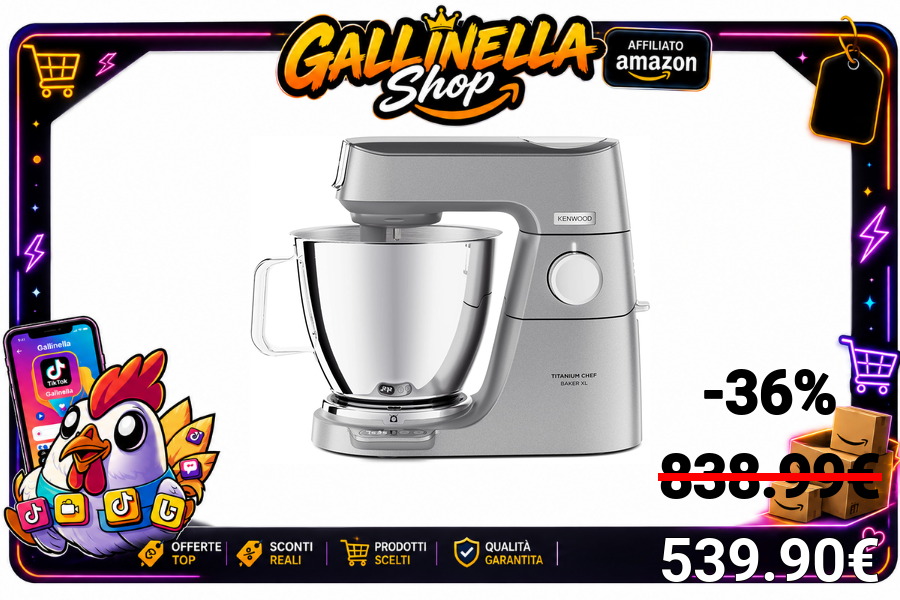 GALLINELLA
Shop
AFFILIATO
amazon
KENWOOD
TITANIUM CHEF
BAKER XL
Gallinella
TikTok
Gallinella
-36%
838.99€
539.90€
OFFERTE
TOP
SCONTI
REALI
PRODOTTI
SCELTI
QUALITÀ
GARANTITA